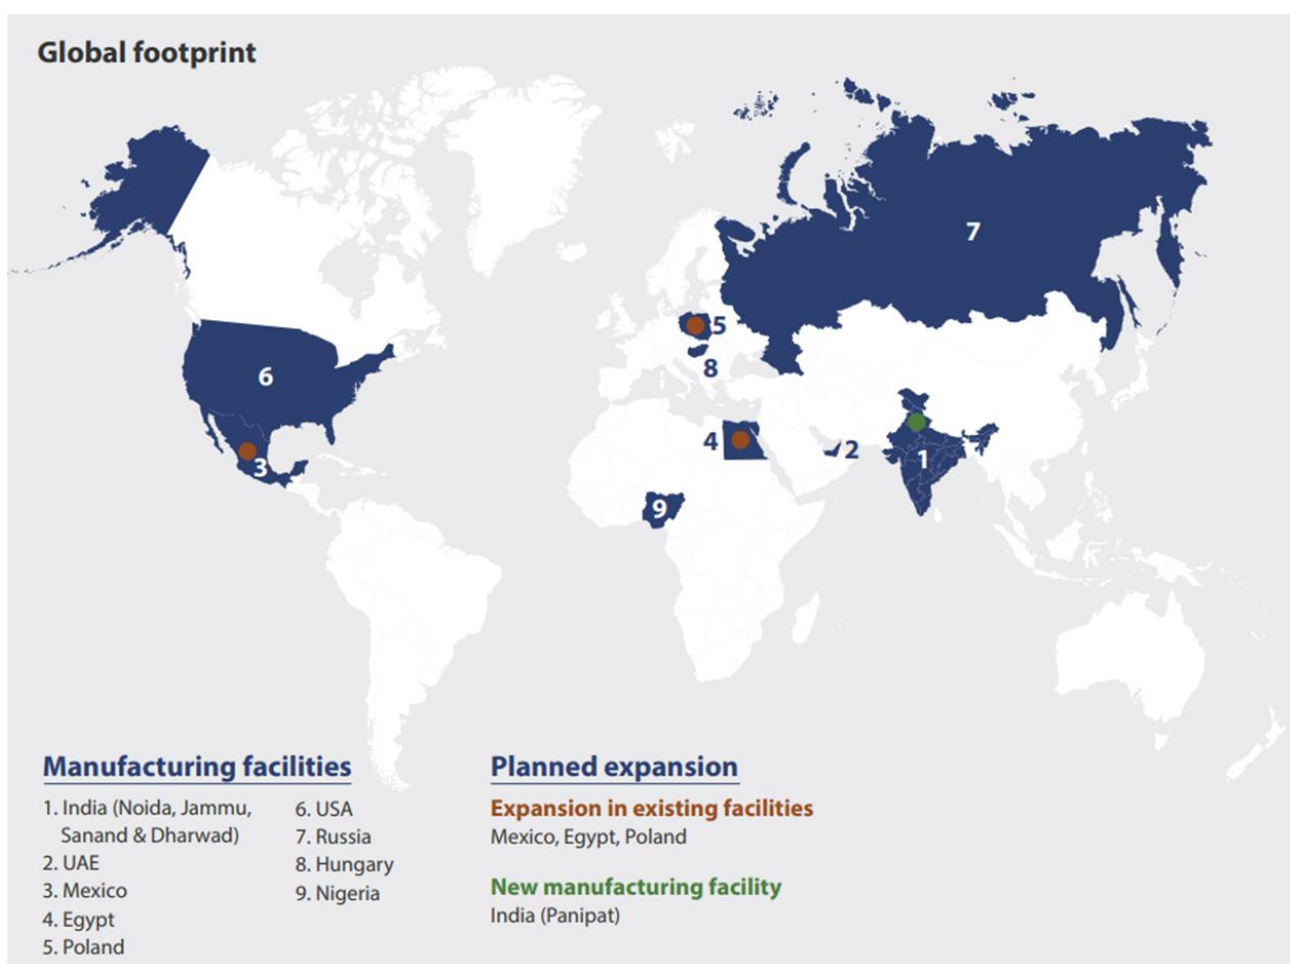 Global footprint
7
5
8
6
4
2
3
1
9
Manufacturing facilities
1. India (Noida, Jammu,
Sanand & Dharwad)
2. UAE
3. Mexico
4. Egypt
5. Poland
6. USA
7. Russia
8. Hungary
9. Nigeria
Planned expansion
Expansion in existing facilities
Mexico, Egypt, Poland
New manufacturing facility
India (Panipat)